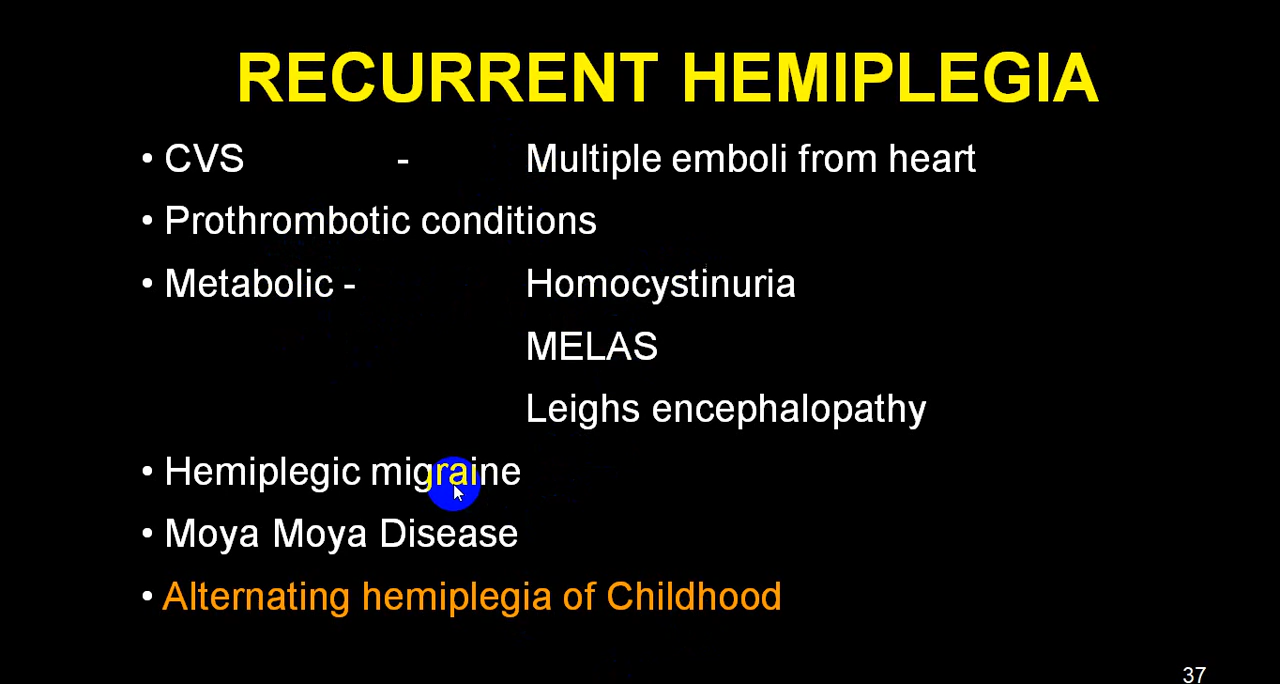 RECURRENT HEMIPLEGIA
• CVS - Multiple emboli from heart
• Prothrombotic conditions
• Metabolic - Homocystinuria
MELAS
Leighs encephalopathy
• Hemiplegic migraine
• Moya Moya Disease
• Alternating hemiplegia of Childhood
37